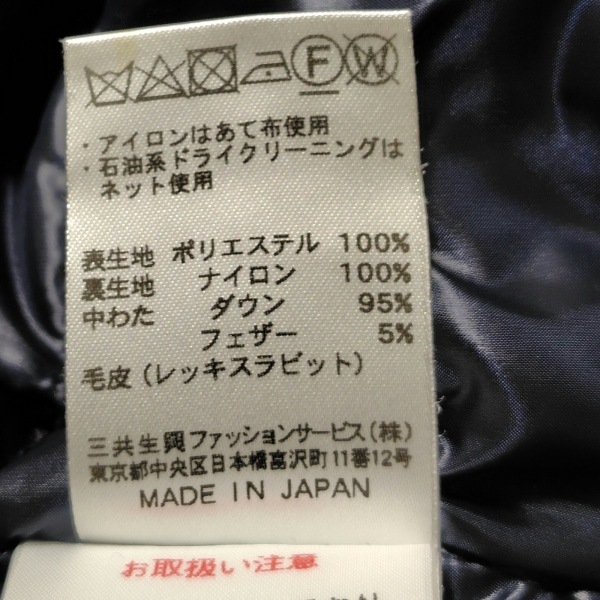 F W
・アイロンはあて布使用
・石油系ドライクリーニングは
ネット使用
表生地 ポリエステル 100%
裏生地 ナイロン 100%
中わた ダウン 95%
フェザー 5%
毛皮（レッキスラビット）
三共生興ファッションサービス（株）
東京都中央区日本橋富沢町11番12号
MADE IN JAPAN
お取扱い注意